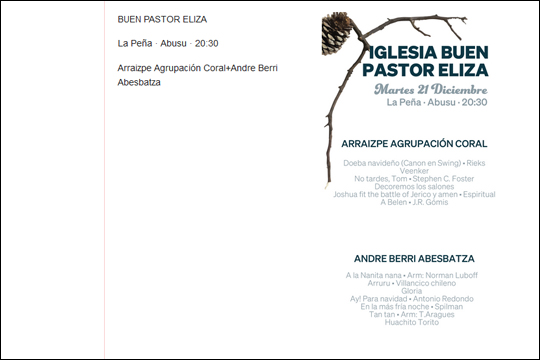 BUEN PASTOR ELIZA
La Peña · Abusu · 20:30
Arraizpe Agrupación Coral+Andre Berri
Abesbatza
IGLESIA BUEN
PASTOR ELIZA
Martes 21 Diciembre
La Peña · Abusu · 20:30
ARRAIZPE AGRUPACIÓN CORAL
Doeba navideño (Canon en Swing) • Rieks
Veenker
No tardes, Tom • Stephen C. Foster
Decoremos los salones
Joshua fit the battle of Jerico y amen • Espiritual
A Belen • J.R. Gómis
ANDRE BERRI ABESBATZA
A la Nanita nana • Arm: Norman Luboff
Arruru • Villancico chileno
Gloria
Ay! Para navidad • Antonio Redondo
En la más fria noche • Spilman
Tan tan • Arm: T.Aragues
Huachito Torito